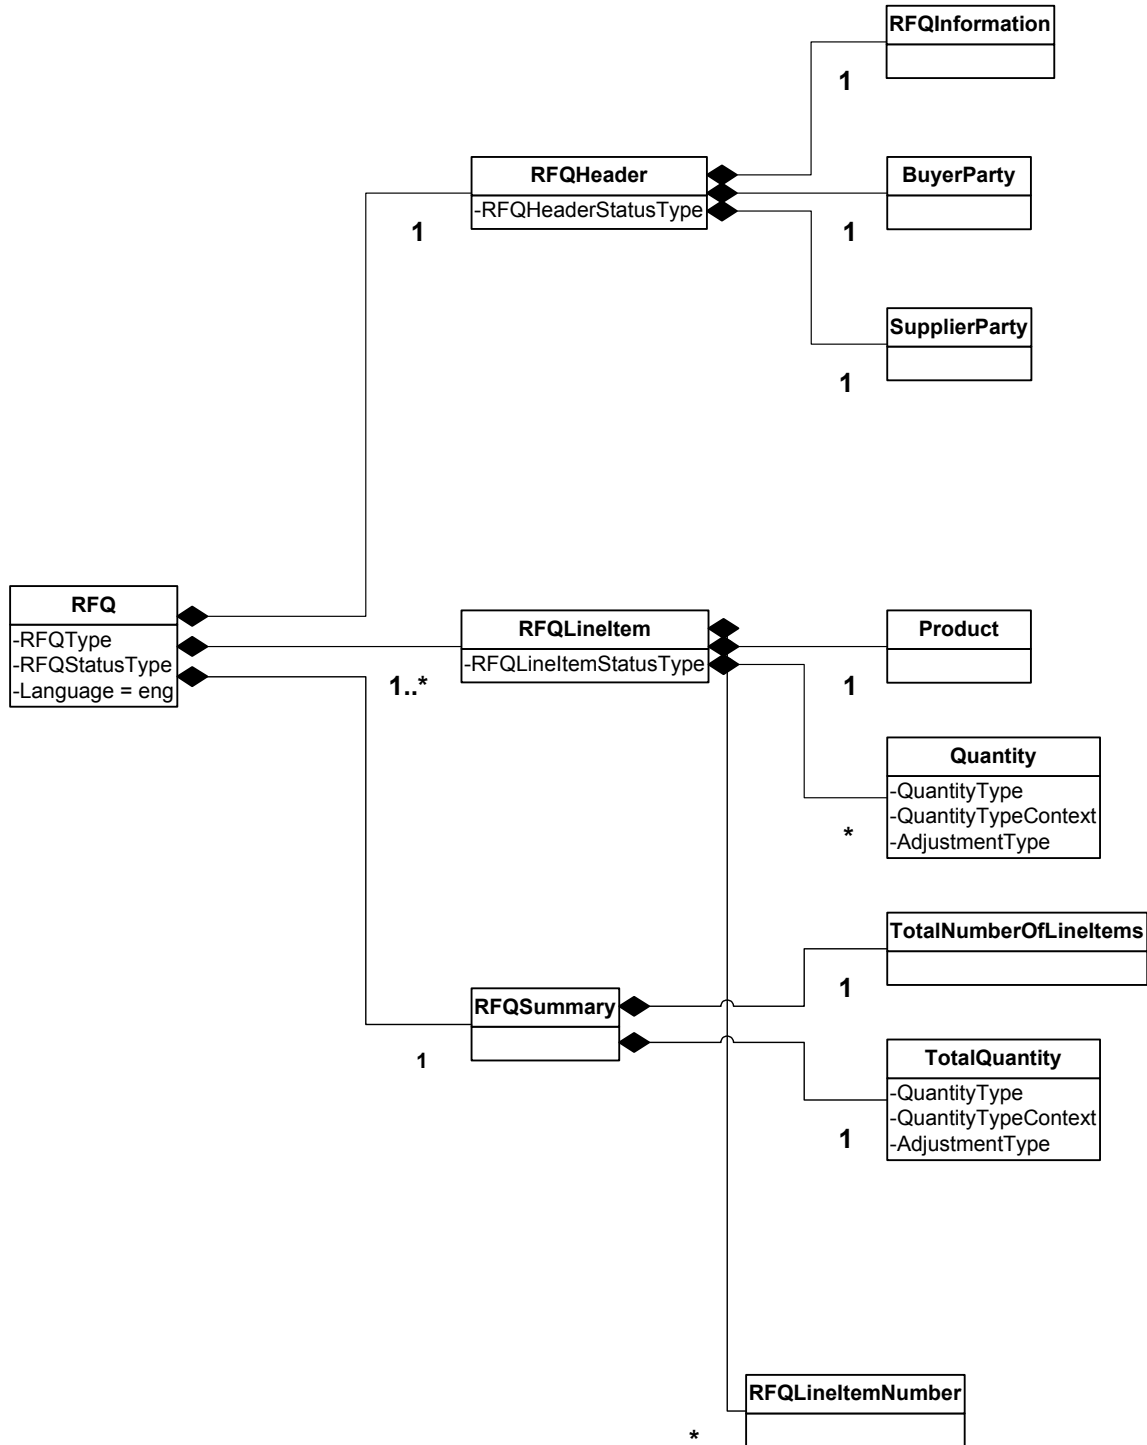 RFQInformation
1
RFQHeader
-RFQHeaderStatusType
1
BuyerParty
1
SupplierParty
1
RFQ
-RFQType
-RFQStatusType
-Language = eng
RFQLineItem
-RFQLineItemStatusType
1..*
Product
1
Quantity
-QuantityType
-QuantityTypeContext
-AdjustmentType
*
TotalNumberOfLineItems
1
RFQSummary
1
TotalQuantity
-QuantityType
-QuantityTypeContext
-AdjustmentType
1
RFQLineItemNumber
*